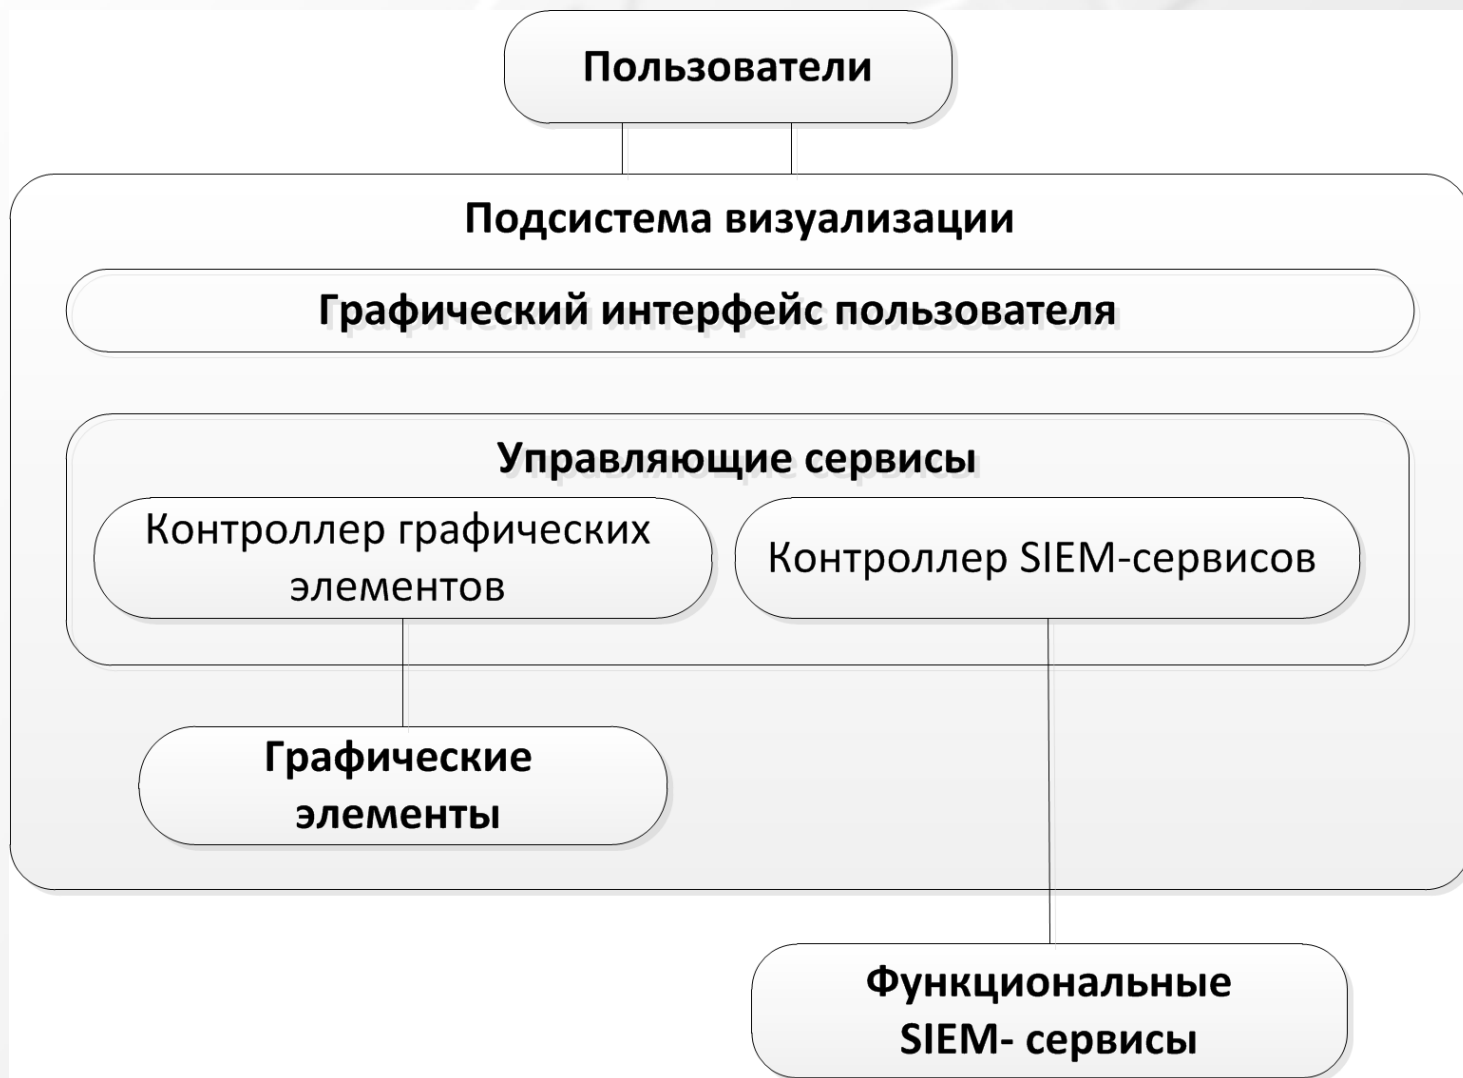 Пользователи
Подсистема визуализации
Графический интерфейс пользователя
Управляющие сервисы
Контроллер графических
элементов
Контроллер SIEM-сервисов
Графические
элементы
Функциональные
SIEM- сервисы